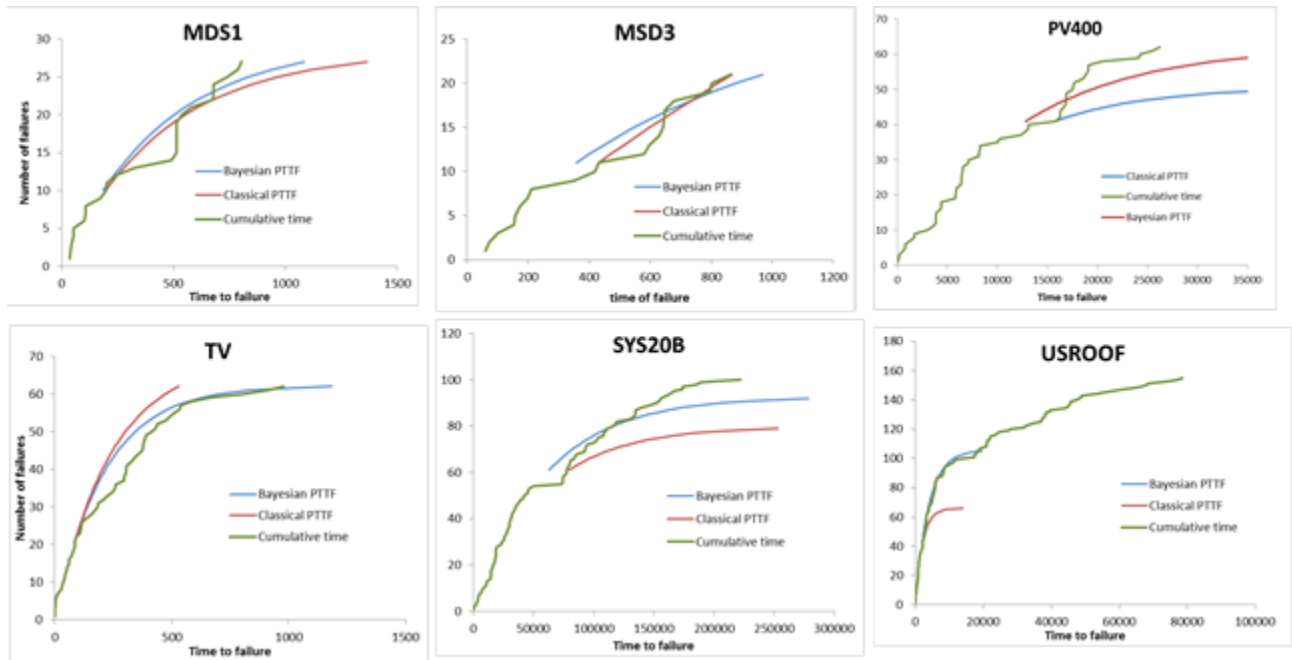 MDS1
30
25
20
15
10
5
0
Number of failures
Bayesian PTTF
Classical PTTF
Cumulative time
0 500 1000 1500
Time to failure
MSD3
25
20
15
10
5
0
Bayesian PTTF
Classical PTTF
Cumulative time
0 200 400 600 800 1000 1200
time of failure
PV400
70
60
50
40
30
20
10
0
Classical PTTF
Cumulative time
Bayesian PTTF
0 5000 10000 15000 20000 25000 30000 35000
Time to failure
TV
70
60
50
40
30
20
10
0
Number of failures
Bayesian PTTF
Classical PTTF
Cumulative time
0 500 1000 1500
Time to failure
SYS20B
120
100
80
60
40
20
0
Bayesian PTTF
Classical PTTF
Cumulative time
0 50000 100000 150000 200000 250000 300000
Time to failure
USROOF
180
160
140
120
100
80
60
40
20
0
Bayesian PTTF
Classical PTTF
Cumulative time
0 20000 40000 60000 80000 100000
Time to failure